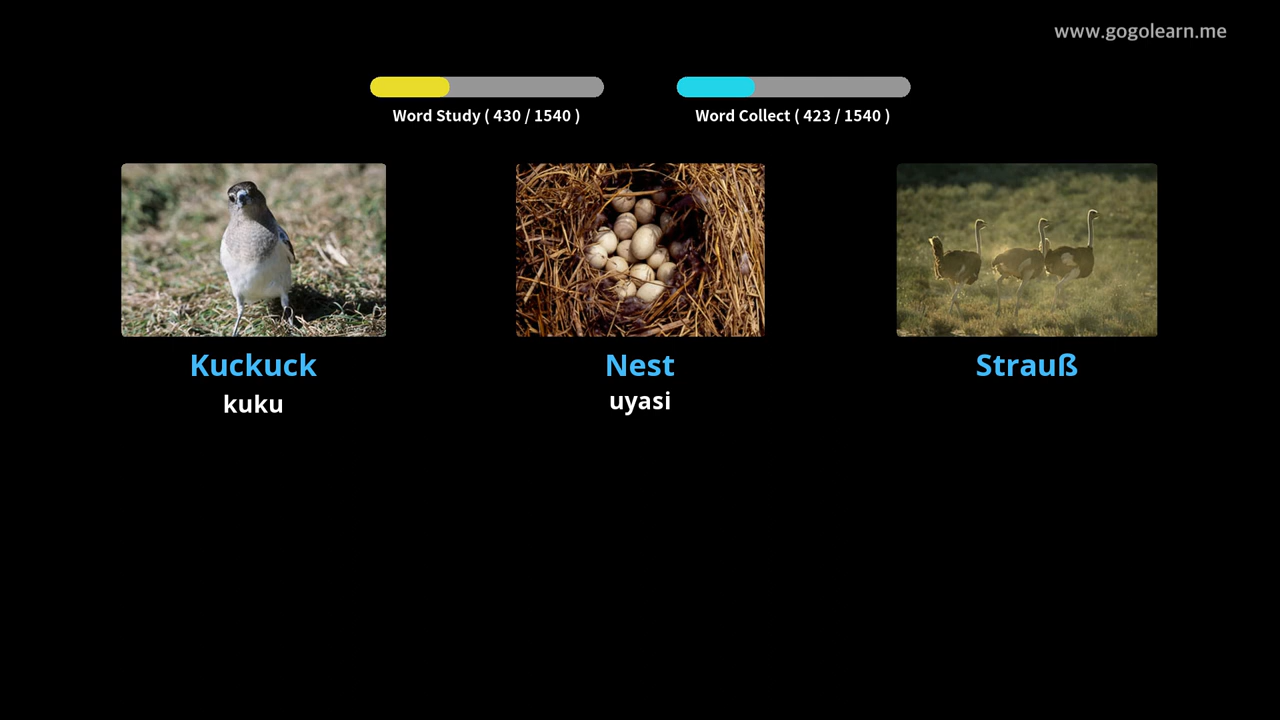 www.gogolearn.me
Word Study ( 430 / 1540 )
Word Collect ( 423 / 1540 )
Kuckuck
Nest
Strauß
kuku
uyasi